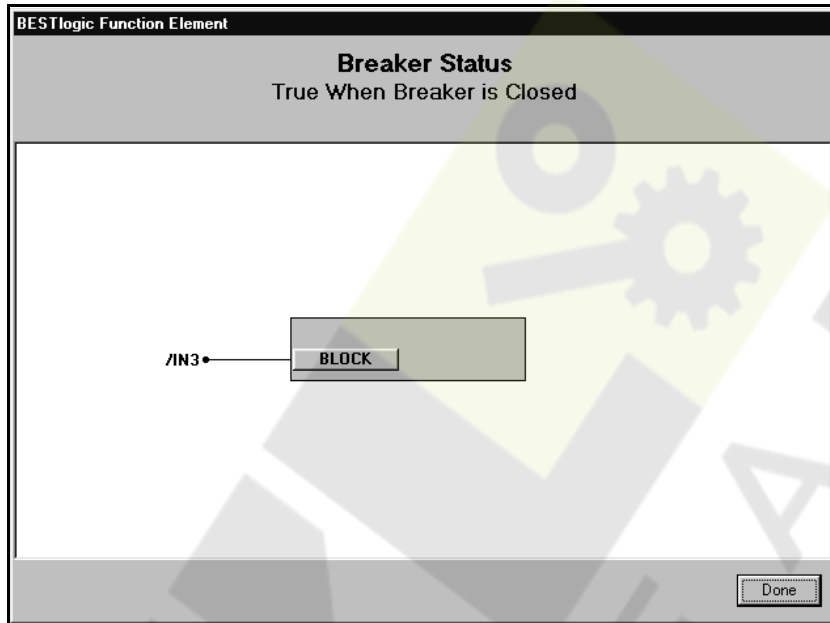 BESTlogic Function Element
Breaker Status
True When Breaker is Closed
/IN3
BLOCK
Done